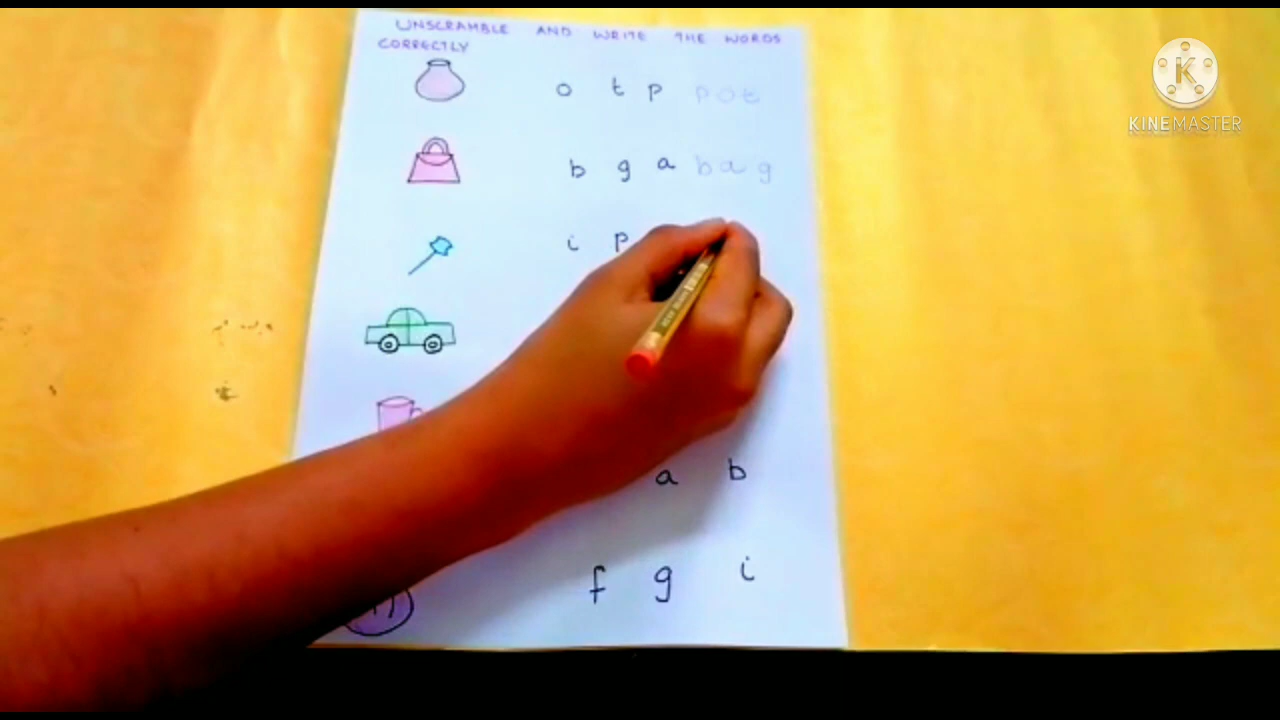 UNSCRAMBLE AND WRITE THE WORDS
CORRECTLY
o t p pot
b g a bag
i p
a b
f g i
K
KINEMASTER